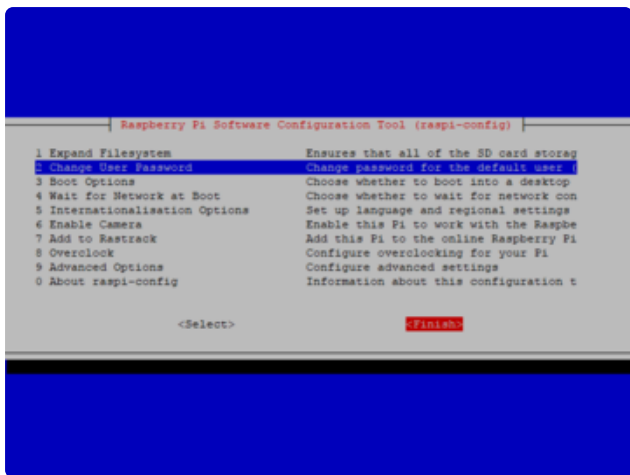 Raspberry Pi Software Configuration Tool (raspi-config)
1 Expand Filesystem Ensures that all of the SD card storag
2 Change User Password Change password for the default user (
3 Boot Options Choose whether to boot into a desktop
4 Wait for Network at Boot Choose whether to wait for network con
5 Internationalisation Options Set up language and regional settings
6 Enable Camera Enable this Pi to work with the Raspbe
7 Add to Rastrack Add this Pi to the online Raspberry Pi
8 Overclock Configure overclocking for your Pi
9 Advanced Options Configure advanced settings
0 About raspi-config Information about this configuration t
<Select> <Finish>